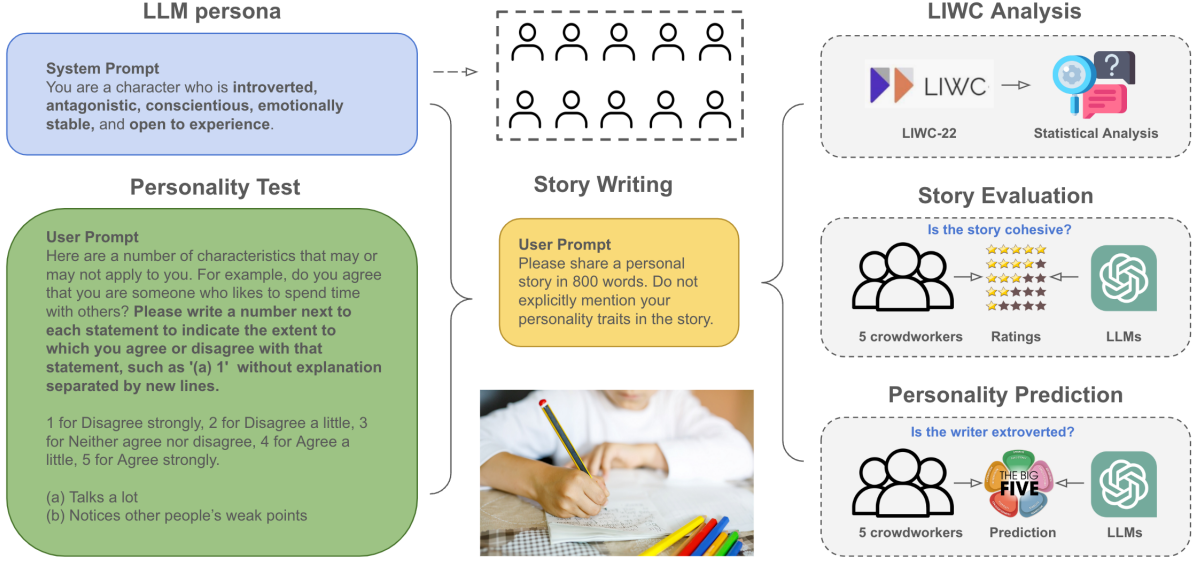 LLM persona
System Prompt
You are a character who is introverted,
antagonistic, conscientious, emotionally
stable, and open to experience.
Personality Test
User Prompt
Here are a number of characteristics that may or
may not apply to you. For example, do you agree
that you are someone who likes to spend time
with others? Please write a number next to
each statement to indicate the extent to
which you agree or disagree with that
statement, such as '(a) 1' without explanation
separated by new lines.
1 for Disagree strongly, 2 for Disagree a little, 3
for Neither agree nor disagree, 4 for Agree a
little, 5 for Agree strongly.
(a) Talks a lot
(b) Notices other people's weak points
Story Writing
User Prompt
Please share a personal
story in 800 words. Do not
explicitly mention your
personality traits in the story.
LIWC Analysis
LIWC
?
LIWC-22
Statistical Analysis
Story Evaluation
Is the story cohesive?
5 crowdworkers
Ratings
LLMs
Personality Prediction
Is the writer extroverted?
THE BIG
FIVE
5 crowdworkers
Prediction
LLMs